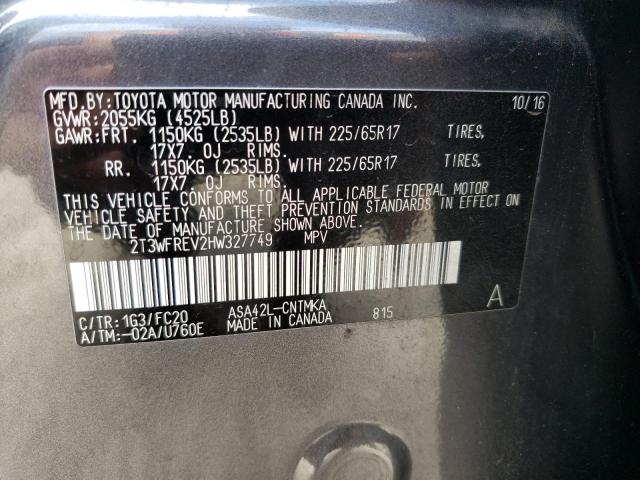 MFD.BY:TOYOTA MOTOR MANUFACTURING CANADA INC. 10/16
GVWR:2055KG (4525LB)
GAWR:FRT. 1150KG (2535LB) WITH 225/65R17 TIRES,
17X7 0J RIMS.
RR. 1150KG (2535LB) WITH 225/65R17 TIRES,
17X7 0J RIMS.
THIS VEHICLE CONFORMS TO ALL APPLICABLE FEDERAL MOTOR
VEHICLE SAFETY AND THEFT PREVENTION STANDARDS IN EFFECT ON
THE DATE OF MANUFACTURE SHOWN ABOVE.
2T3WFREV2HW327749 MPV
C/TR:1G3/FC20 ASA42L-CNTMKA 815 A
A/TM:-02A/U760E MADE IN CANADA